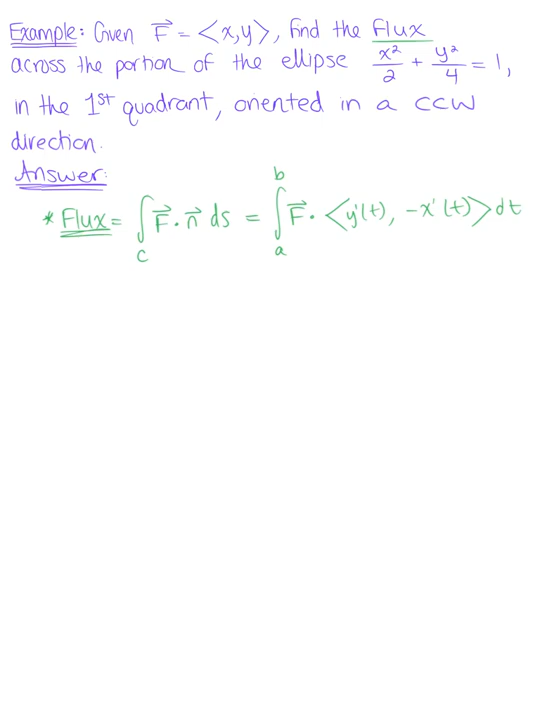 Example: Given F⃗ = <x,y>, find the Flux
across the portion of the ellipse x²/2 + y²/4 = 1,
in the 1st quadrant, oriented in a CCW
direction.
Answer:
* Flux = ∫_C F⃗ · n⃗ ds = ∫_a^b F⃗ · <y'(t), -x'(t)> dt